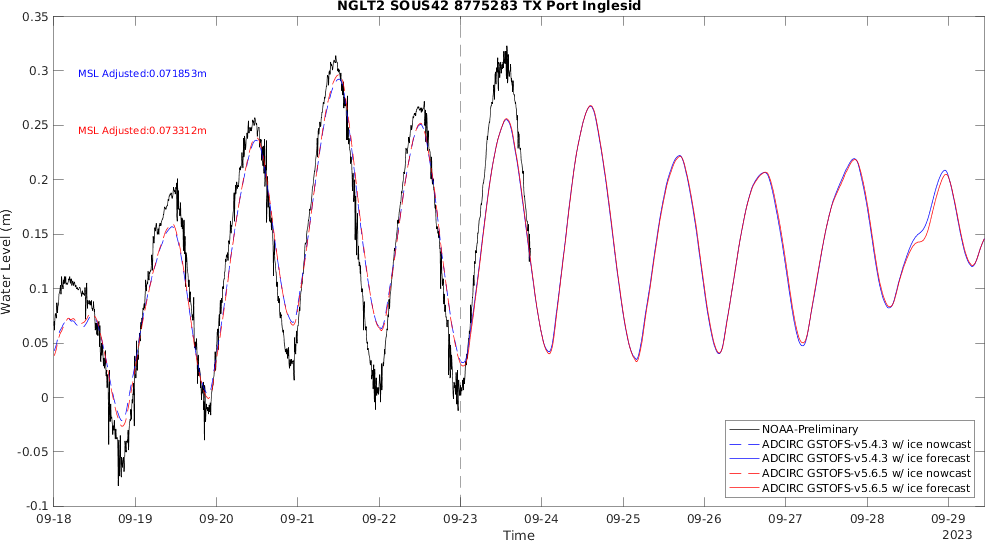 NGLT2 SOUS42 8775283 TX Port Inglesid
0.35
0.3
0.25
0.2
0.15
0.1
0.05
0
-0.05
-0.1
Water Level (m)
MSL Adjusted:0.071853m
MSL Adjusted:0.073312m
NOAA-Preliminary
ADCIRC GSTOFS-v5.4.3 w/ ice nowcast
ADCIRC GSTOFS-v5.4.3 w/ ice forecast
ADCIRC GSTOFS-v5.6.5 w/ ice nowcast
ADCIRC GSTOFS-v5.6.5 w/ ice forecast
09-18 09-19 09-20 09-21 09-22 09-23 09-24 09-25 09-26 09-27 09-28 09-29
Time
2023